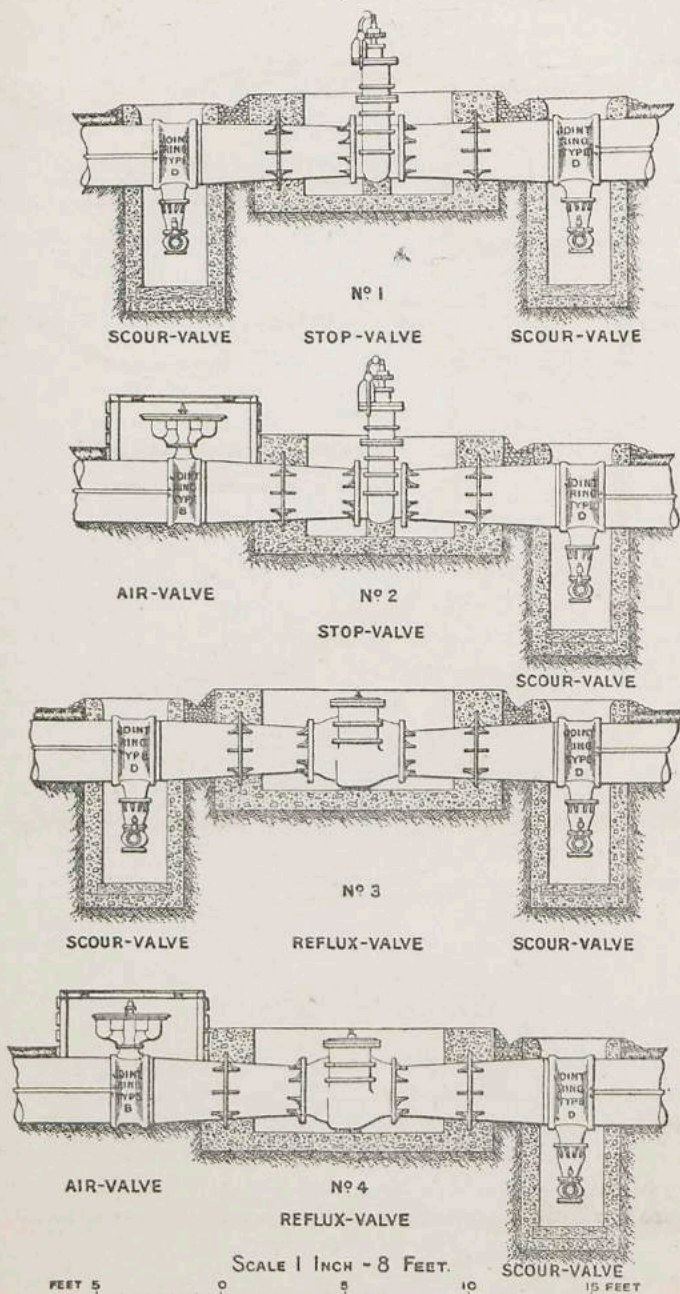 JOINT RING TYPE D
JOINT RING TYPE D
Nº 1
SCOUR-VALVE STOP-VALVE SCOUR-VALVE
JOINT RING TYPE B
JOINT RING TYPE D
AIR-VALVE Nº 2
STOP-VALVE
SCOUR-VALVE
JOINT RING TYPE D
JOINT RING TYPE D
Nº 3
SCOUR-VALVE REFLUX-VALVE SCOUR-VALVE
JOINT RING TYPE B
JOINT RING TYPE D
AIR-VALVE Nº 4
REFLUX-VALVE
SCALE 1 INCH - 8 FEET.
SCOUR-VALVE
FEET 5 0 5 10 15 FEET